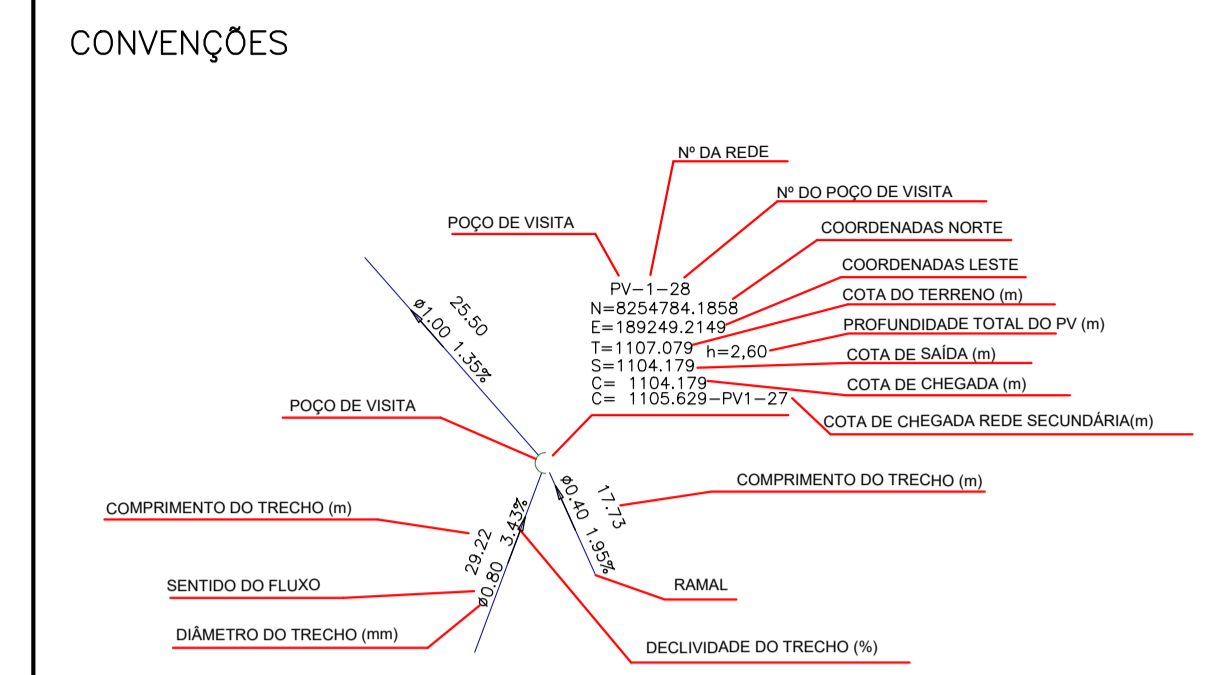 CONVENÇÕES
Nº DA REDE
Nº DO POÇO DE VISITA
POÇO DE VISITA
COORDENADAS NORTE
COORDENADAS LESTE
COTA DO TERRENO (m)
PROFUNDIDADE TOTAL DO PV (m)
COTA DE SAÍDA (m)
COTA DE CHEGADA (m)
COTA DE CHEGADA REDE SECUNDÁRIA(m)
PV-1-28
N=8254784.1858
E=189249.2149
T=1107.079 h=2,60
S=1104.179
C= 1104.179
C= 1105.629-PV1-27
25.50
ø1.00 1.35%
POÇO DE VISITA
COMPRIMENTO DO TRECHO (m)
17.73
ø0.40 1.95%
COMPRIMENTO DO TRECHO (m)
29.22
ø0.80 3.43%
SENTIDO DO FLUXO
RAMAL
DIÂMETRO DO TRECHO (mm)
DECLIVIDADE DO TRECHO (%)